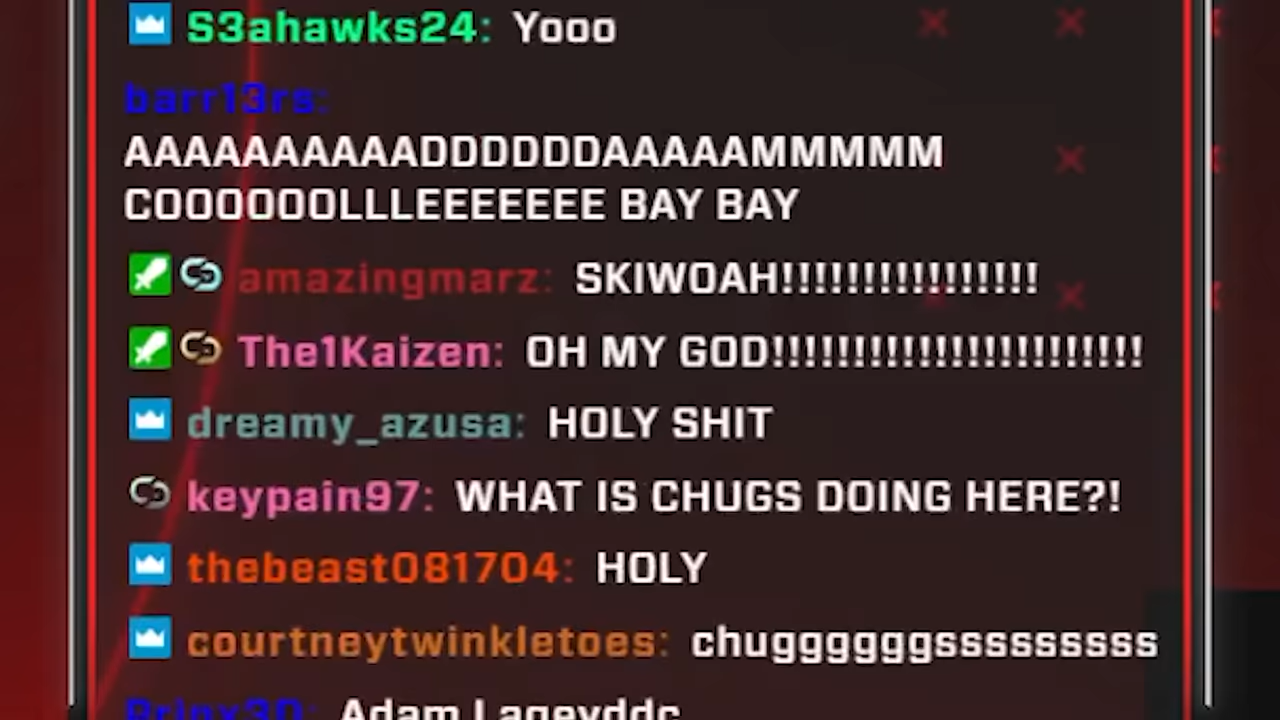 S3ahawks24: Yooo
barr13rs:
AAAAAAAAAADDDDDDAAAAAMMMMM
COOOOOOLLLEEEEEEE BAY BAY
amazingmarz: SKIWOAH!!!!!!!!!!!!!!!!
The1Kaizen: OH MY GOD!!!!!!!!!!!!!!!!!!!!!!!
dreamy_azusa: HOLY SHIT
keypain97: WHAT IS CHUGS DOING HERE?!
thebeast081704: HOLY
courtneytwinkletoes: chuggggggsssssssss
Adam